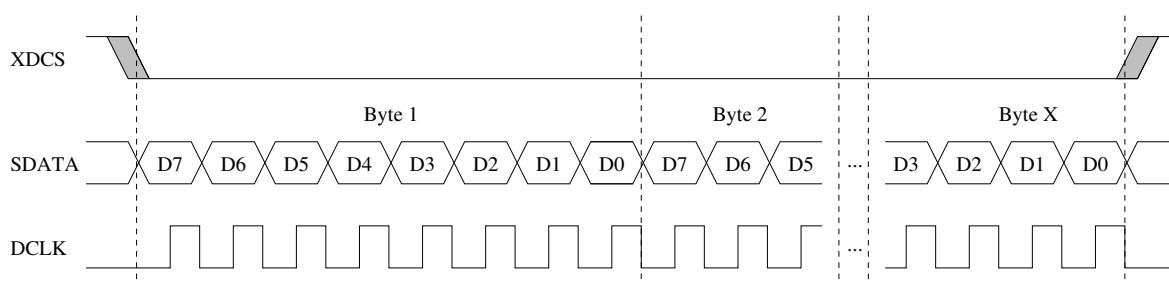 XDCS
Byte 1 Byte 2 Byte X
SDATA D7 D6 D5 D4 D3 D2 D1 D0 D7 D6 D5 ... D3 D2 D1 D0
DCLK ...